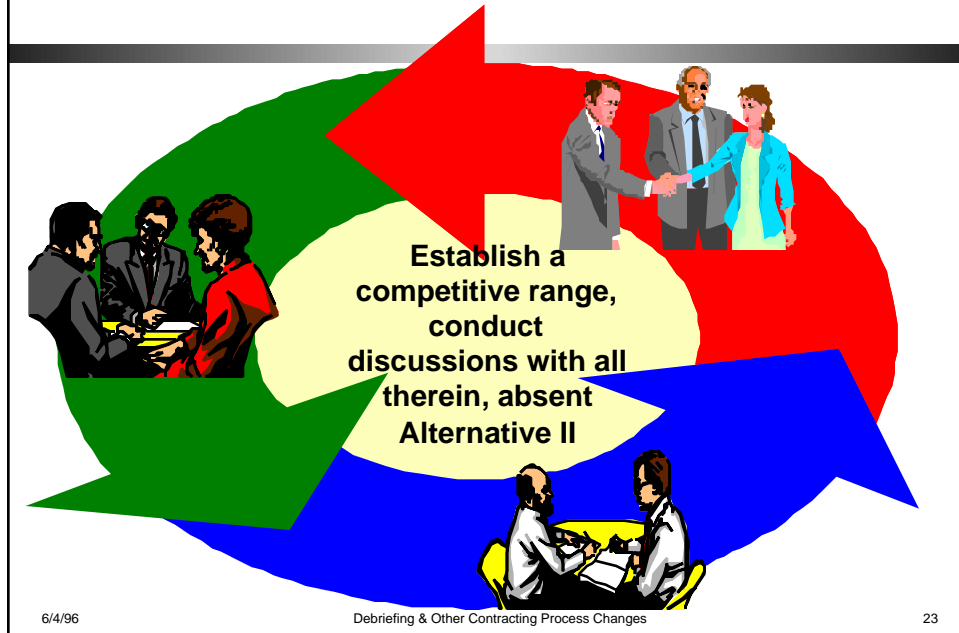 Establish a
competitive range,
conduct
discussions with all
therein, absent
Alternative II
6/4/96 Debriefing & Other Contracting Process Changes 23